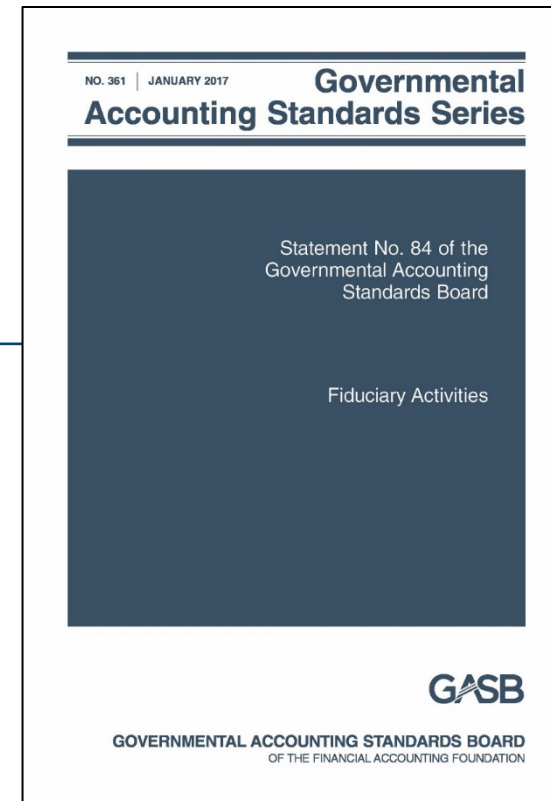 NO. 361 | JANUARY 2017
Governmental
Accounting Standards Series
Statement No. 84 of the
Governmental Accounting
Standards Board
Fiduciary Activities
GASB
GOVERNMENTAL ACCOUNTING STANDARDS BOARD
OF THE FINANCIAL ACCOUNTING FOUNDATION